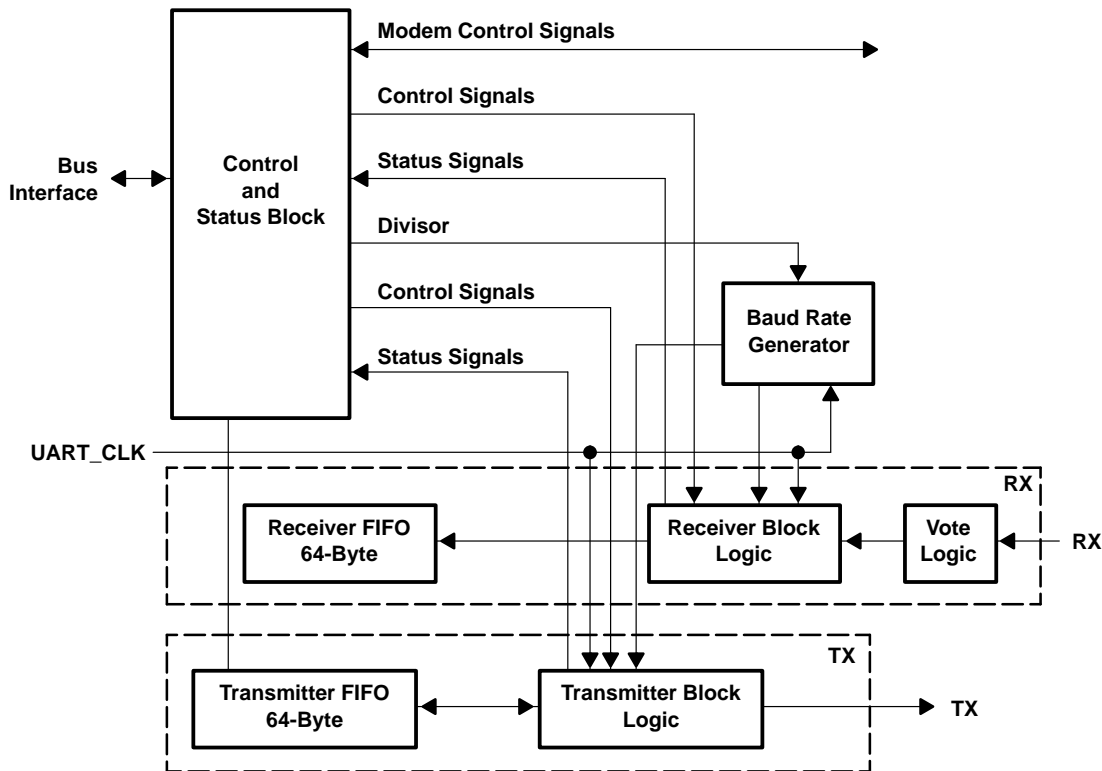 Modem Control Signals
Control Signals
Bus
Interface
Control
and
Status Block
Status Signals
Divisor
Control Signals
Baud Rate
Generator
Status Signals
UART_CLK
RX
Receiver FIFO
64-Byte
Receiver Block
Logic
Vote
Logic
RX
TX
Transmitter FIFO
64-Byte
Transmitter Block
Logic
TX